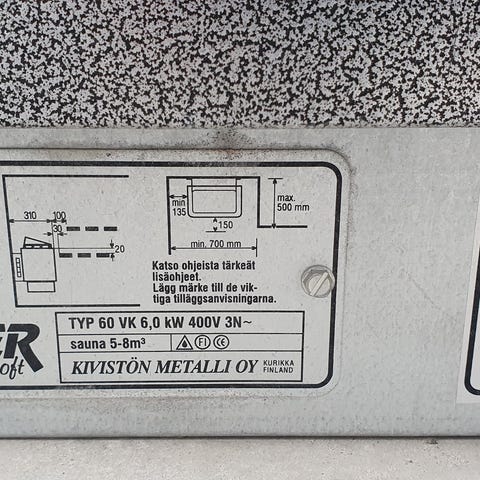 310 100
30
20
min
135
150
max.
500 mm
min. 700 mm
Katso ohjeista tärkeät
lisäohjeet.
Lägg märke till de vik-
tiga tilläggsanvisningarna.
ER
oft
TYP 60 VK 6,0 kW 400V 3N~
sauna 5-8m³ FI CE
KIVISTÖN METALLI OY KURIKKA
FINLAND